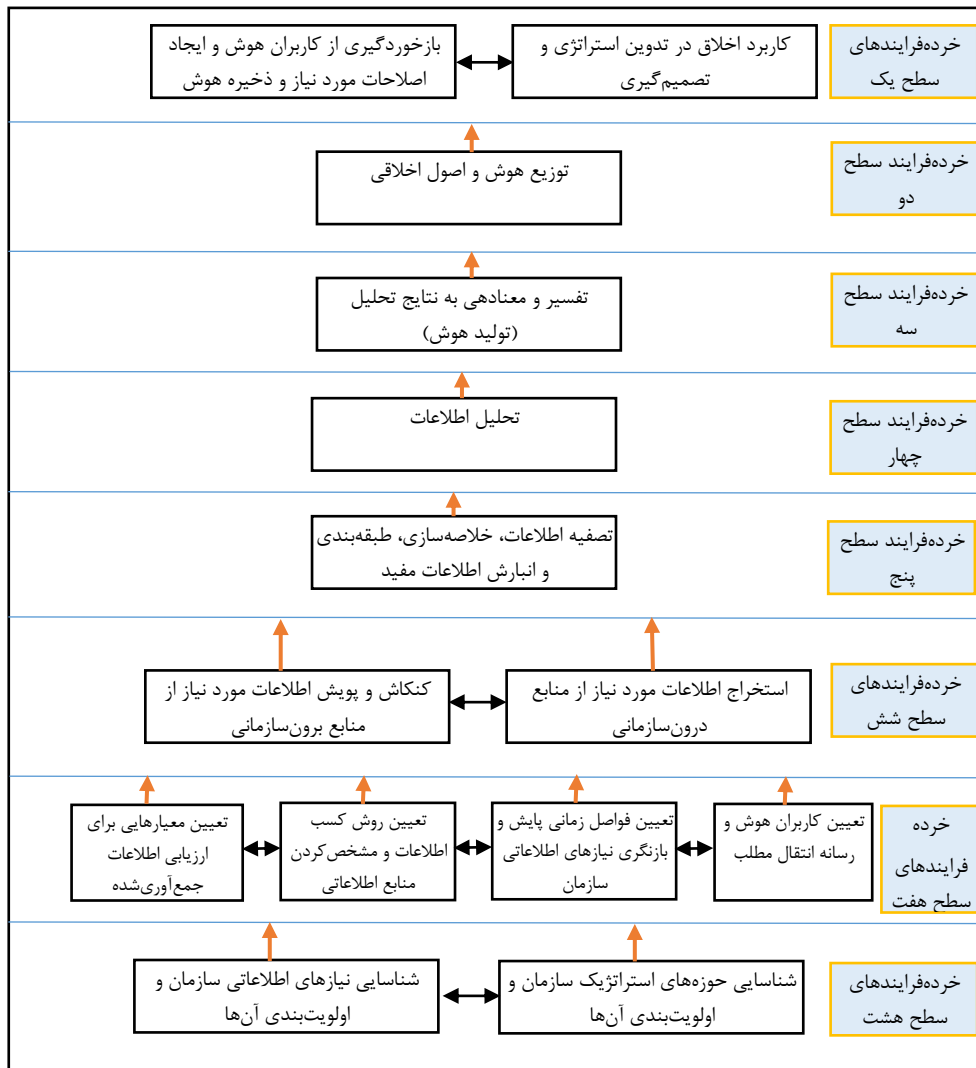 خرده‌فرایندهای
سطح یک
کاربرد اخلاق در تدوین استراتژی و
تصمیم‌گیری
بازخوردگیری از کاربران هوش و ایجاد
اصلاحات مورد نیاز و ذخیره هوش
خرده‌فرایند سطح
دو
توزیع هوش و اصول اخلاقی
خرده‌فرایند سطح
سه
تفسیر و معنادهی به نتایج تحلیل
(تولید هوش)
خرده‌فرایند سطح
چهار
تحلیل اطلاعات
خرده‌فرایند سطح
پنج
تصفیه اطلاعات، خلاصه‌سازی، طبقه‌بندی
و انبارش اطلاعات مفید
خرده‌فرایندهای
سطح شش
استخراج اطلاعات مورد نیاز از منابع
درون‌سازمانی
کنکاش و پویش اطلاعات مورد نیاز از
منابع برون‌سازمانی
خرده
فرایندهای
سطح هفت
تعیین کاربران هوش و
رسانه انتقال مطلب
تعیین فواصل زمانی پایش و
بازنگری نیازهای اطلاعاتی
سازمان
تعیین روش کسب
اطلاعات و مشخص‌کردن
منابع اطلاعاتی
تعیین معیارهایی برای
ارزیابی اطلاعات
جمع‌آوری‌شده
خرده‌فرایندهای
سطح هشت
شناسایی حوزه‌های استراتژیک سازمان و
اولویت‌بندی آن‌ها
شناسایی نیازهای اطلاعاتی سازمان و
اولویت‌بندی آن‌ها